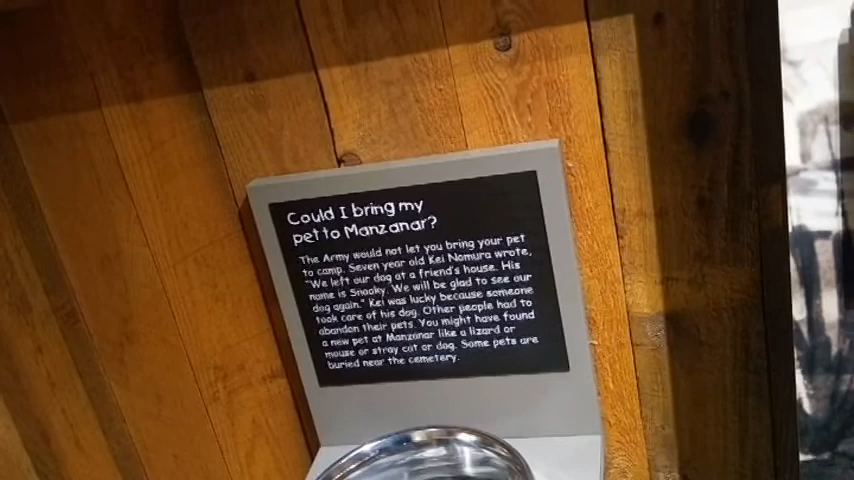 Could I bring my
pet to Manzanar?
The Army would not let you bring your pet
to camp. Seven year old Kei Nomura wrote,
"We left our dog at a friend's house. His
name is Snooky. We will be glad to see our
dog again." Kei was lucky because someone
took care of his dog. Other people had to
abandon their pets. You might have found
a new pet at Manzanar like a lizard or
mouse or stray cat or dog. Some pets are
buried near the cemetery.